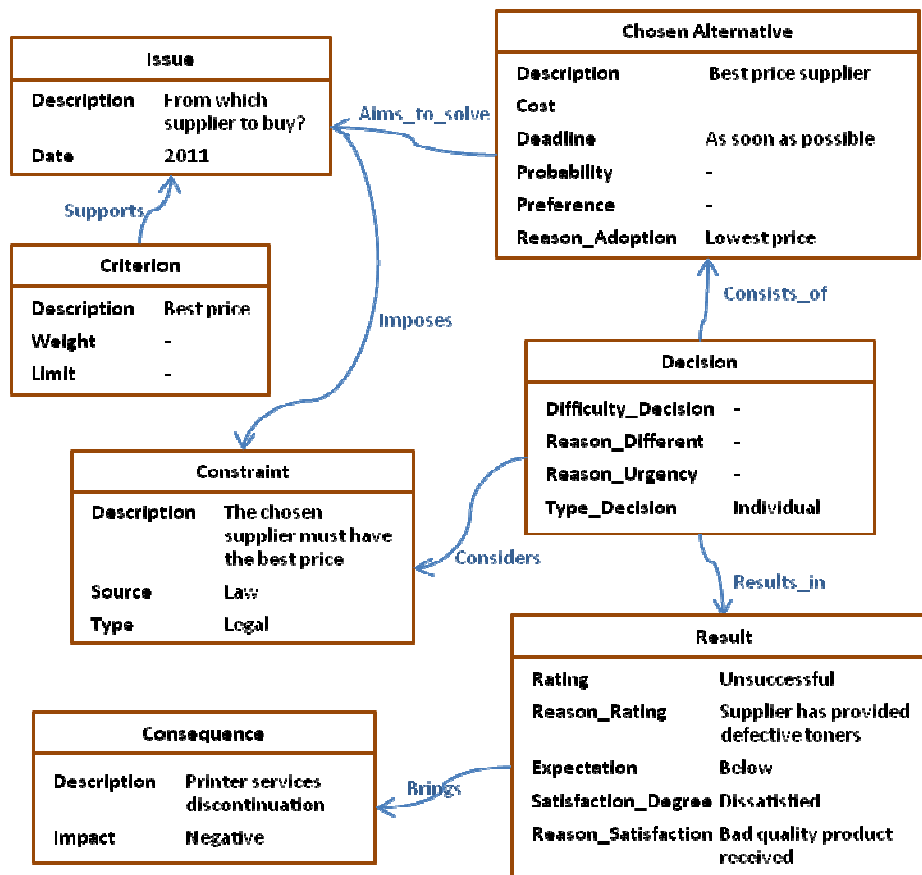 Issue
Description From which
supplier to buy?
Date 2011
Aims_to_solve
Chosen Alternative
Description Best price supplier
Cost
Deadline As soon as possible
Probability -
Preference -
Reason_Adoption Lowest price
Supports
Criterion
Description Best price
Weight -
Limit -
Imposes
Consists_of
Decision
Difficulty_Decision -
Reason_Different -
Reason_Urgency -
Type_Decision Individual
Constraint
Description The chosen
supplier must have
the best price
Source Law
Type Legal
Considers
Results_in
Result
Rating Unsuccessful
Reason_Rating Supplier has provided
defective toners
Expectation Below
Satisfaction_Degree Dissatisfied
Reason_Satisfaction Bad quality product
received
Brings
Consequence
Description Printer services
discontinuation
Impact Negative